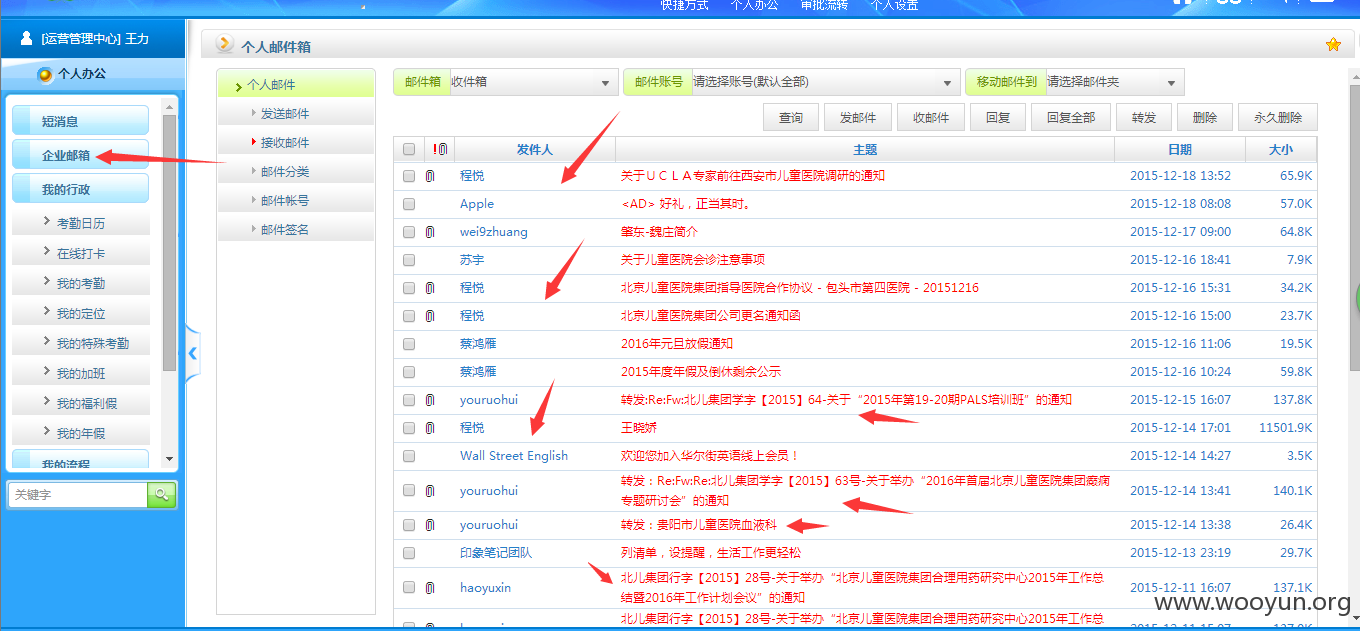 快捷方式 个人办公 审批流转 个人设置
[运营管理中心] 王力
个人办公
短消息
企业邮箱
我的行政
考勤日历
在线打卡
我的考勤
我的定位
我的特殊考勤
我的加班
我的福利假
我的年假
我的流程
关键字
个人邮件箱
个人邮件
发送邮件
接收邮件
邮件分类
邮件帐号
邮件签名
邮件箱 收件箱 邮件账号 请选择账号(默认全部) 移动邮件到 请选择邮件夹
查询 发邮件 收邮件 回复 回复全部 转发 删除 永久删除
! 发件人 主题 日期 大小
程悦 关于ＵＣＬＡ专家前往西安市儿童医院调研的通知 2015-12-18 13:52 65.9K
Apple <AD> 好礼，正当其时。 2015-12-18 08:08 57.0K
wei9zhuang 肇东-魏庄简介 2015-12-17 09:00 64.8K
苏宇 关于儿童医院会诊注意事项 2015-12-16 18:41 7.9K
程悦 北京儿童医院集团指导医院合作协议 - 包头市第四医院 - 20151216 2015-12-16 15:31 34.2K
程悦 北京儿童医院集团公司更名通知函 2015-12-16 15:00 23.7K
蔡鸿雁 2016年元旦放假通知 2015-12-16 11:06 19.5K
蔡鸿雁 2015年度年假及倒休剩余公示 2015-12-16 10:24 59.8K
youruohui 转发:Re:Fw:北儿集团学字【2015】64-关于“2015年第19-20期PALS培训班”的通知 2015-12-15 16:07 137.8K
程悦 王晓娇 2015-12-14 17:01 11501.9K
Wall Street English 欢迎您加入华尔街英语线上会员！ 2015-12-14 14:27 3.5K
youruohui 转发：Re:Fw:Re:北儿集团学字【2015】63号-关于举办“2016年首届北京儿童医院集团癫痫
专题研讨会”的通知 2015-12-14 13:41 140.1K
youruohui 转发：贵阳市儿童医院血液科 2015-12-14 13:38 26.4K
印象笔记团队 列清单，设提醒，生活工作更轻松 2015-12-13 23:19 29.7K
haoyuxin 北儿集团行字【2015】28号-关于举办“北京儿童医院集团合理用药研究中心2015年工作总
结暨2016年工作计划会议”的通知 2015-12-11 16:07 137.1K
北儿集团行字【2015】28号-关于举办“北京儿童医院集团合理用药研究中心2015年工作总
www.wooyun.org